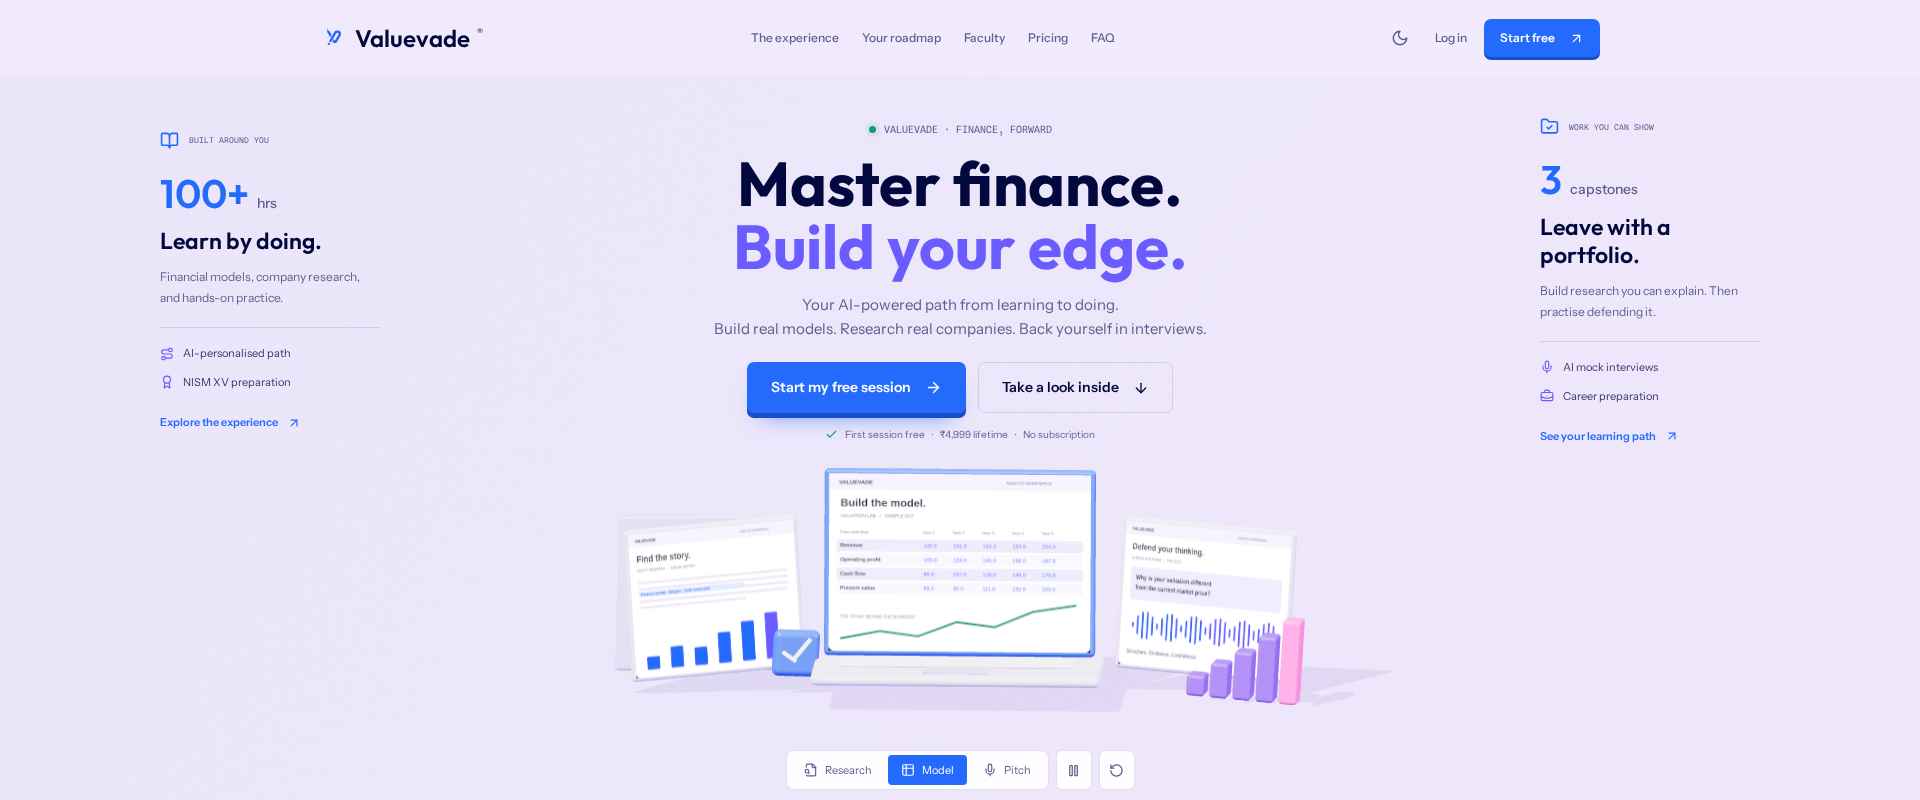 Valuevade ®
The experience
Your roadmap
Faculty
Pricing
FAQ
Log in
Start free
BUILT AROUND YOU
100+ hrs
Learn by doing.
Financial models, company research,
and hands-on practice.
AI-personalised path
NISM XV preparation
Explore the experience
VALUEVADE · FINANCE, FORWARD
Master finance.
Build your edge.
Your AI-powered path from learning to doing.
Build real models. Research real companies. Back yourself in interviews.
Start my free session
Take a look inside
First session free · ₹4,999 lifetime · No subscription
WORK YOU CAN SHOW
3 capstones
Leave with a
portfolio.
Build research you can explain. Then
practise defending it.
AI mock interviews
Career preparation
See your learning path
VALUEVADE
Find the story.
VALUEVADE
Build the model.
Revenue
Operating profit
Cash flow
Present value
VALUEVADE
Defend your thinking.
Why is your valuation different
from the current market price?
Research
Model
Pitch